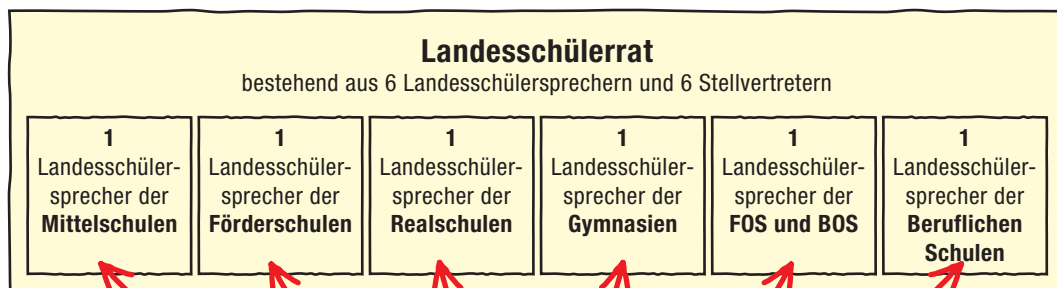 Landesschülerrat
bestehend aus 6 Landesschülersprechern und 6 Stellvertretern
1
Landesschüler-
sprecher der
Mittelschulen
1
Landesschüler-
sprecher der
Förderschulen
1
Landesschüler-
sprecher der
Realschulen
1
Landesschüler-
sprecher der
Gymnasien
1
Landesschüler-
sprecher der
FOS und BOS
1
Landesschüler-
sprecher der
Beruflichen
Schulen